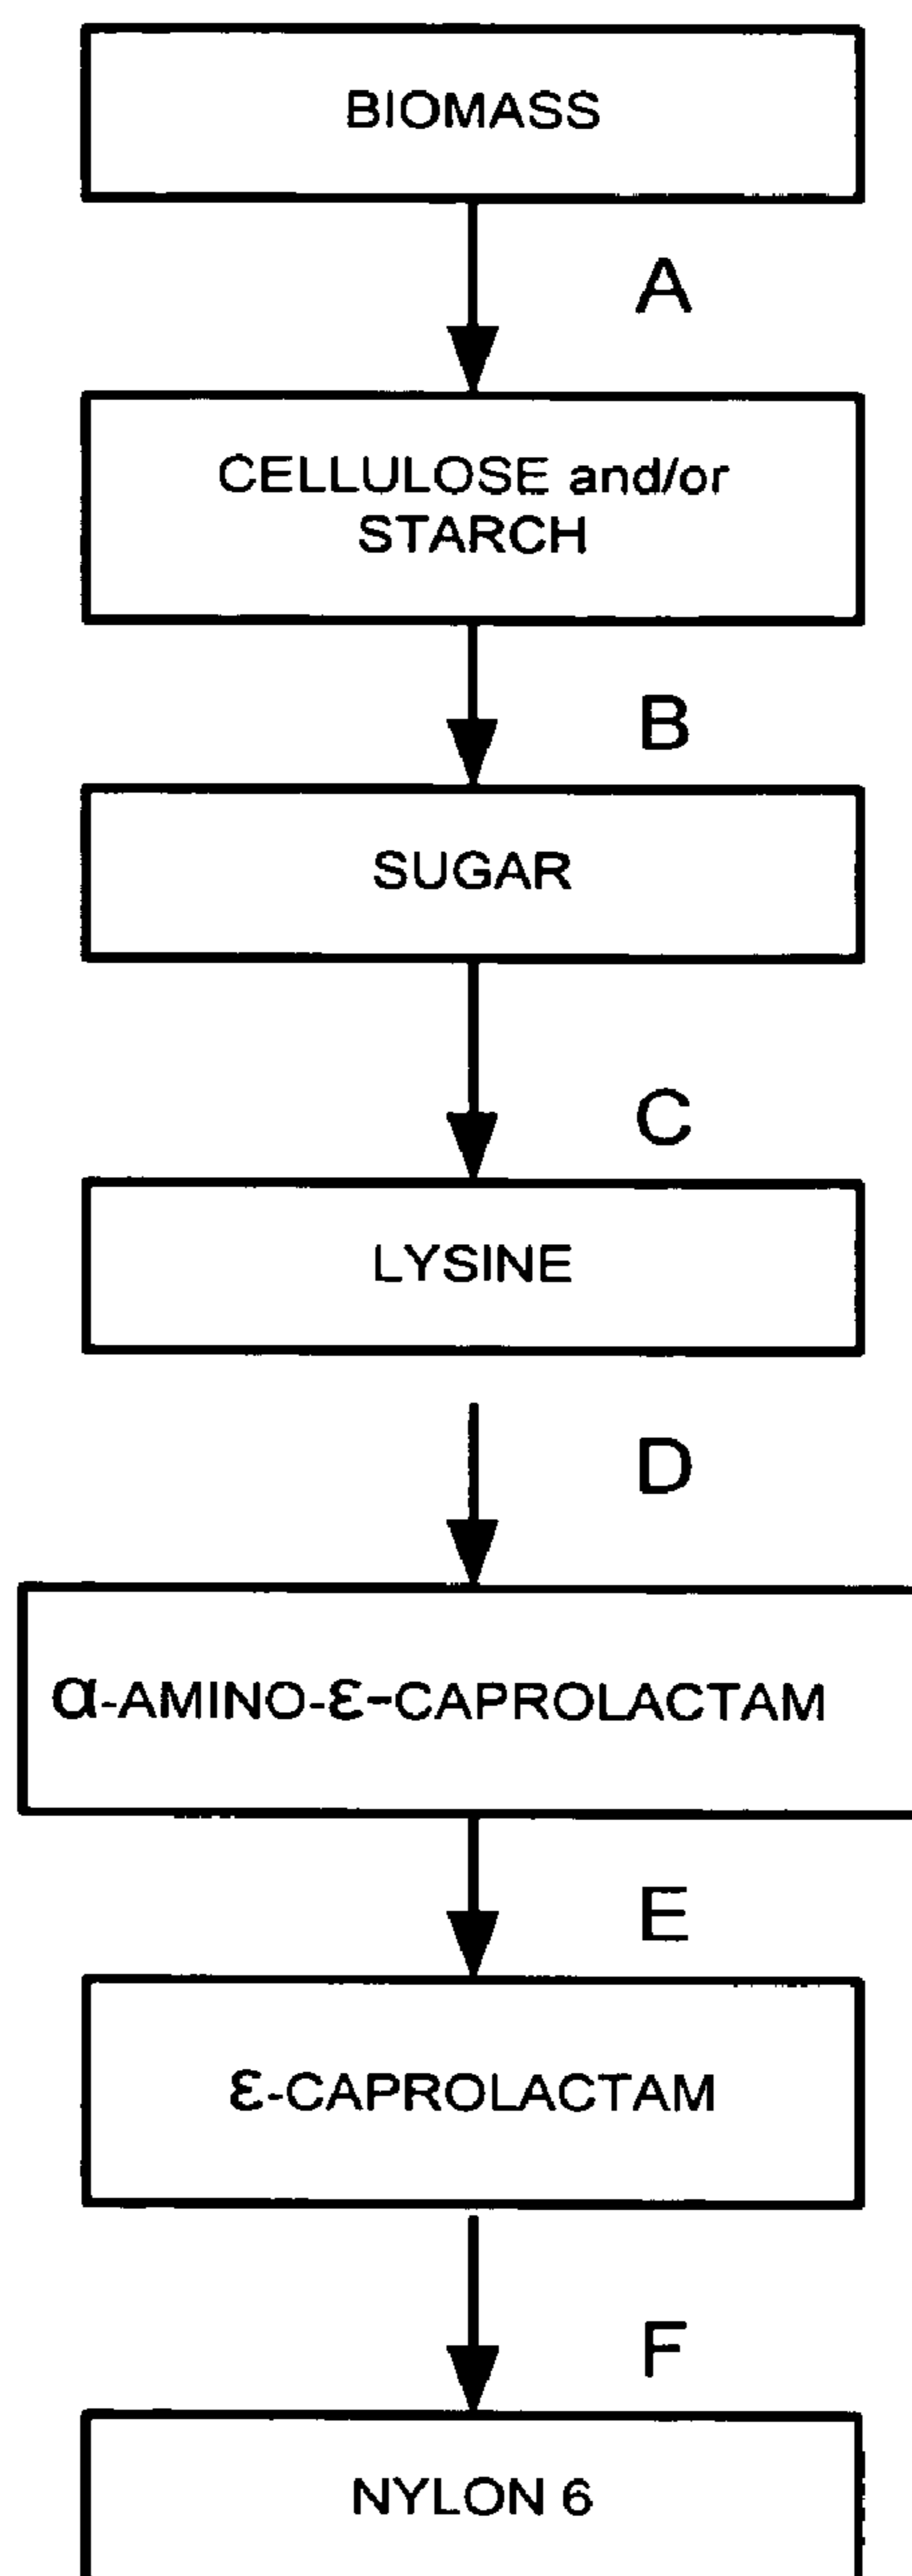 BIOMASS
A
CELLULOSE and/or
STARCH
B
SUGAR
C
LYSINE
D
α-AMINO-ε-CAPROLACTAM
E
ε-CAPROLACTAM
F
NYLON 6